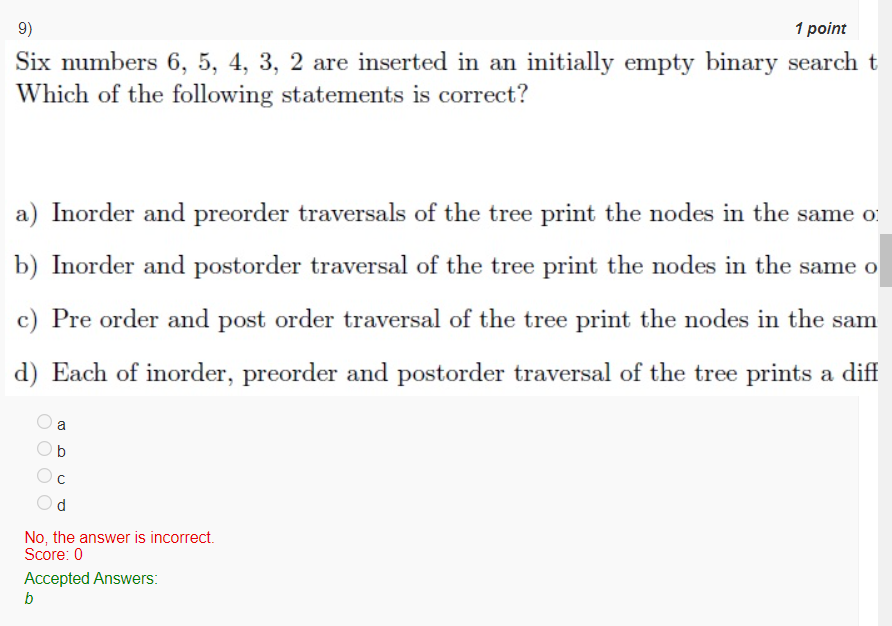 9)
1 point
Six numbers 6, 5, 4, 3, 2 are inserted in an initially empty binary search t
Which of the following statements is correct?
a) Inorder and preorder traversals of the tree print the nodes in the same o
b) Inorder and postorder traversal of the tree print the nodes in the same o
c) Pre order and post order traversal of the tree print the nodes in the sam
d) Each of inorder, preorder and postorder traversal of the tree prints a diff
a
b
c
d
No, the answer is incorrect.
Score: 0
Accepted Answers:
b